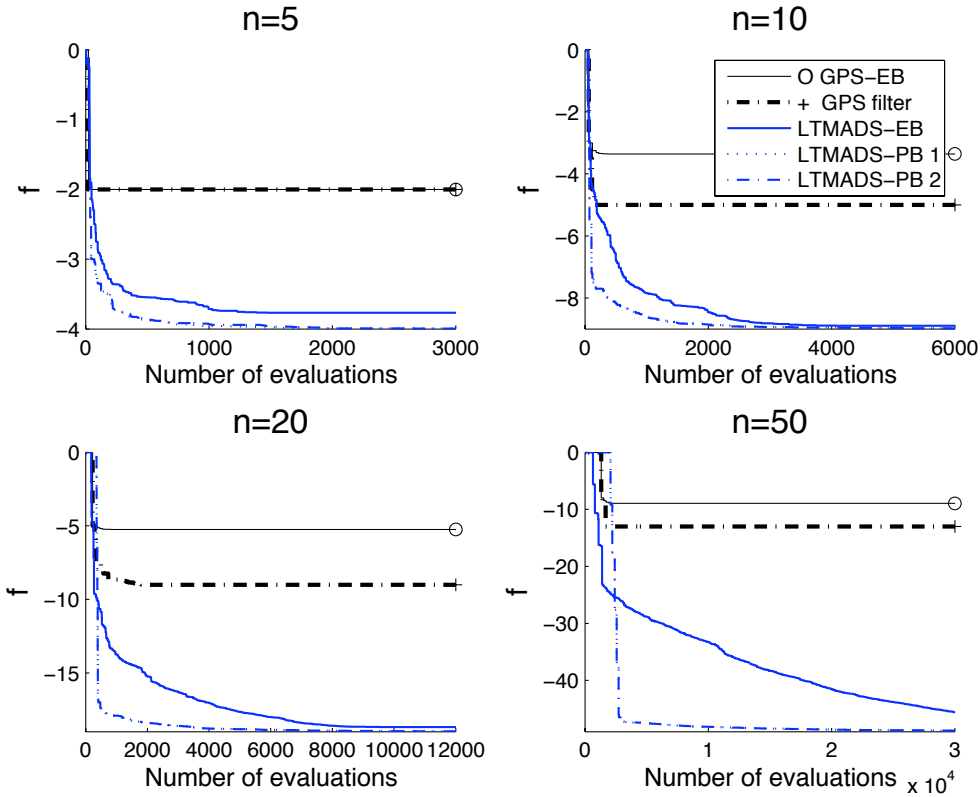 n=5
0
−1
−2
−3
−4
f
0
1000
2000
3000
Number of evaluations
n=10
0
−2
−4
−6
−8
f
0
2000
4000
6000
Number of evaluations
O GPS−EB
+ GPS filter
LTMADS−EB
LTMADS−PB 1
LTMADS−PB 2
n=20
0
−5
−10
−15
f
0
2000
4000
6000
8000
10000
12000
Number of evaluations
n=50
0
−10
−20
−30
−40
f
0
1
2
3
Number of evaluations
x 10^4